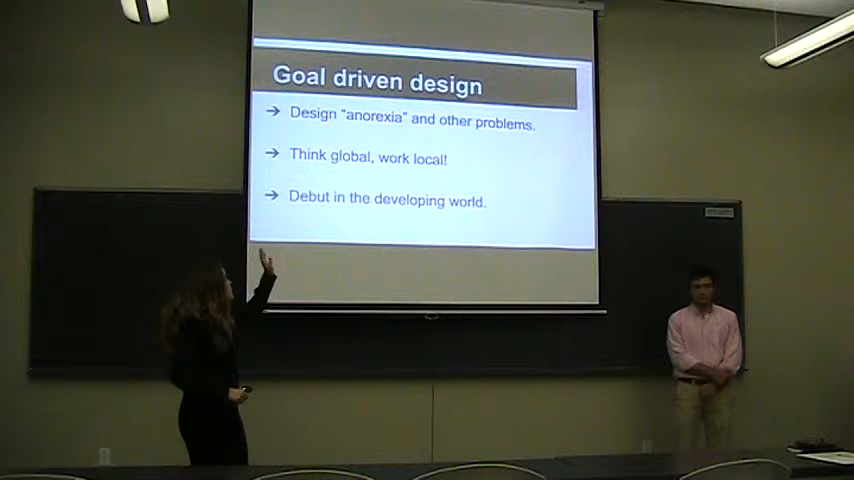 Goal driven design
→ Design “anorexia” and other problems.
→ Think global, work local!
→ Debut in the developing world.